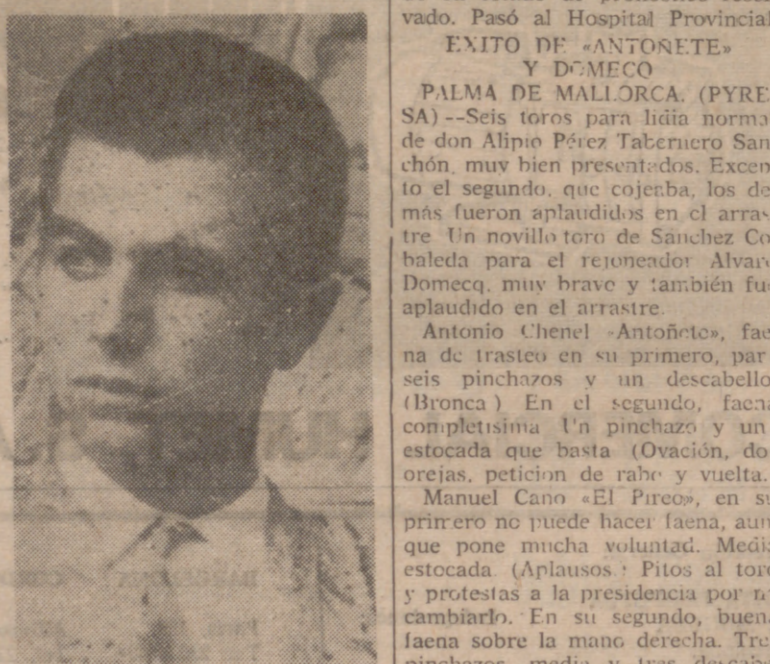 vado. Pasó al Hospital Provincial
EXITO DE «ANTOÑETE»
Y DOMECQ
PALMA DE MALLORCA. (PYRE
SA)--Seis toros para lidia norma
de don Alipio Pérez Tabernero San
chón, muy bien presentados. Excep
to el segundo, que cojeaba, los de
más fueron aplaudidos en el arras
tre Un novillo toro de Sanchez Co
baleda para el rejoneador Alvaro
Domecq, muy bravo y también fue
aplaudido en el arrastre.
Antonio Chenel «Antoñete», fae
na de trasteo en su primero, par
seis pinchazos y un descabello
(Bronca) En el segundo, faena
completisima Un pinchazo y un
estocada que basta (Ovación, do
orejas, peticion de rabo y vuelta.
Manuel Cano «El Pireo», en su
primero no puede hacer faena, aun
que pone mucha voluntad. Media
estocada (Aplausos. Pitos al toro
y protestas a la presidencia por n
cambiarlo. En su segundo, buena
faena sobre la mano derecha. Tre
pinchazos, media y tres